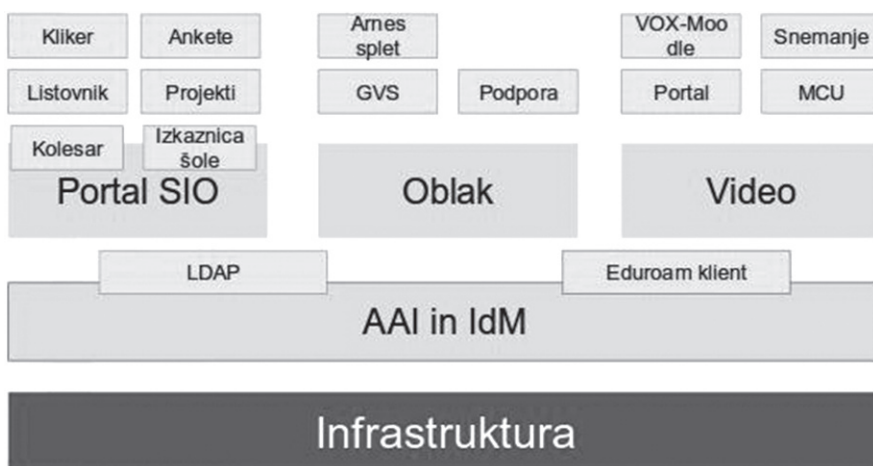 Kliker
Ankete
Arnes
splet
VOX-Moo
dle
Snemanje
Listovnik
Projekti
GVS
Podpora
Portal
MCU
Kolesar
Izkaznica
šole
Portal SIO
Oblak
Video
LDAP
Eduroam klient
AAI in IdM
Infrastruktura